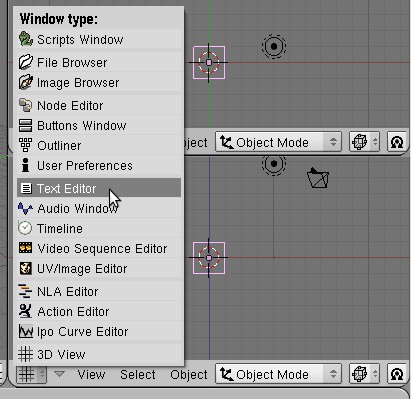 Window type:
Scripts Window
File Browser
Image Browser
Node Editor
Buttons Window
Outliner
User Preferences
Text Editor
Audio Window
Timeline
Video Sequence Editor
UV/Image Editor
NLA Editor
Action Editor
Ipo Curve Editor
3D View
ject Object Mode
View Select Object Object Mode